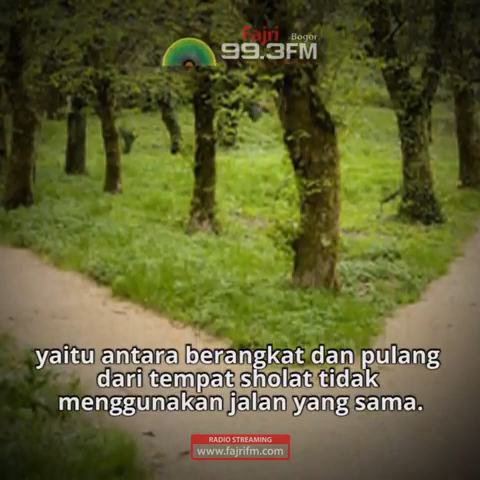 Fajri Bogor
99.3FM
yaitu antara berangkat dan pulang
dari tempat sholat tidak
menggunakan jalan yang sama.
RADIO STREAMING
www.fajrifm.com